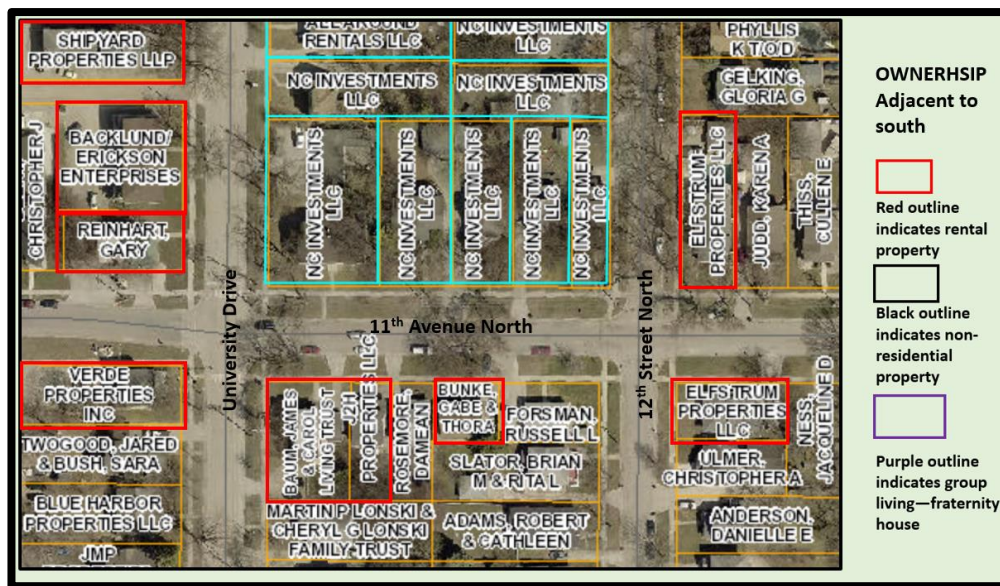 SHIPYARD
PROPERTIES LLP
BACKLUND/
ERICKSON
ENTERPRISES
CHRISTOPHER J
REINHART,
GARY
ALL AROUND
RENTALS LLC
NC INVESTMENTS
LLC
NC INVESTMENTS
LLC
NC INVESTMENTS
LLC
NC INVESTMENTS
LLC
NC INVESTMENTS
LLC
NC INVESTMENTS
LLC
NC INVESTMENTS
LLC
NC INVESTMENTS
LLC
PHYLLIS
K T/O/D
GELKING,
GLORIA G
ELFSTRUM
PROPERTIES LLC
JUDD, KAREN A
THISS,
CULLEN E
University Drive
11th Avenue North
12th Street North
VERDE
PROPERTIES
INC
TWOGOOD, JARED
& BUSH, SARA
BLUE HARBOR
PROPERTIES LLC
JMP
BAUM, JAMES
& CAROL
LIVING TRUST
J2H
PROPERTIES LLC
ROSEMORE,
DAMEAN
BUNKE,
GABE &
THORA
FORSMAN,
RUSSELL L
SLATOR, BRIAN
M & RITA L
MARTIN P LONSKI &
CHERYL G LONSKI
FAMILY TRUST
ADAMS, ROBERT
& CATHLEEN
ELFSTRUM
PROPERTIES
LLC
ULMER,
CHRISTOPHER A
NESS,
JACQUELINE D
ANDERSON,
DANIELLE E
OWNERHSIP
Adjacent to
south
Red outline
indicates rental
property
Black outline
indicates non-
residential
property
Purple outline
indicates group
living—fraternity
house